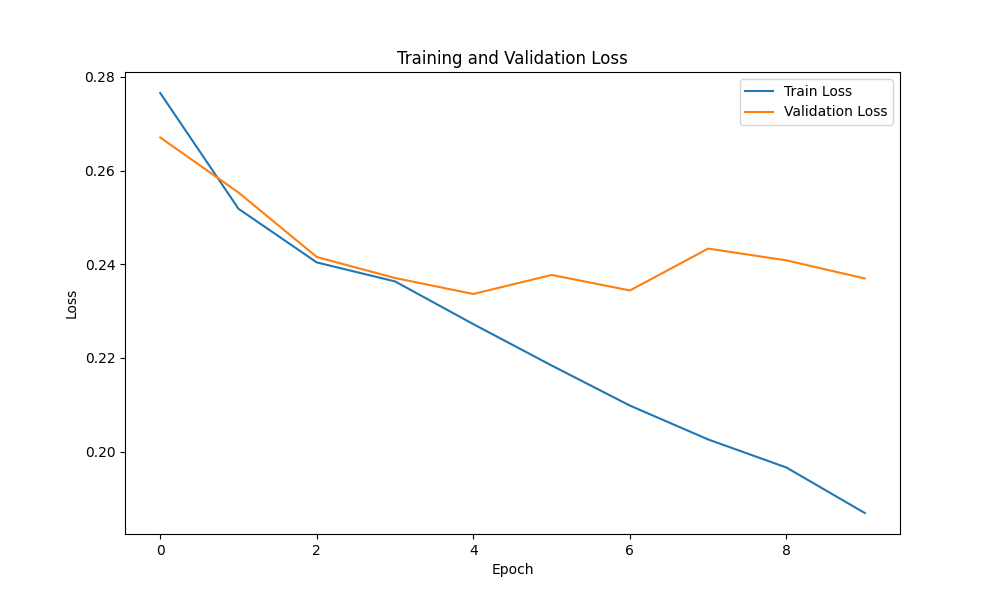 Training and Validation Loss
Train Loss
Validation Loss
0.28
0.26
0.24
0.22
0.20
Loss
0 2 4 6 8
Epoch